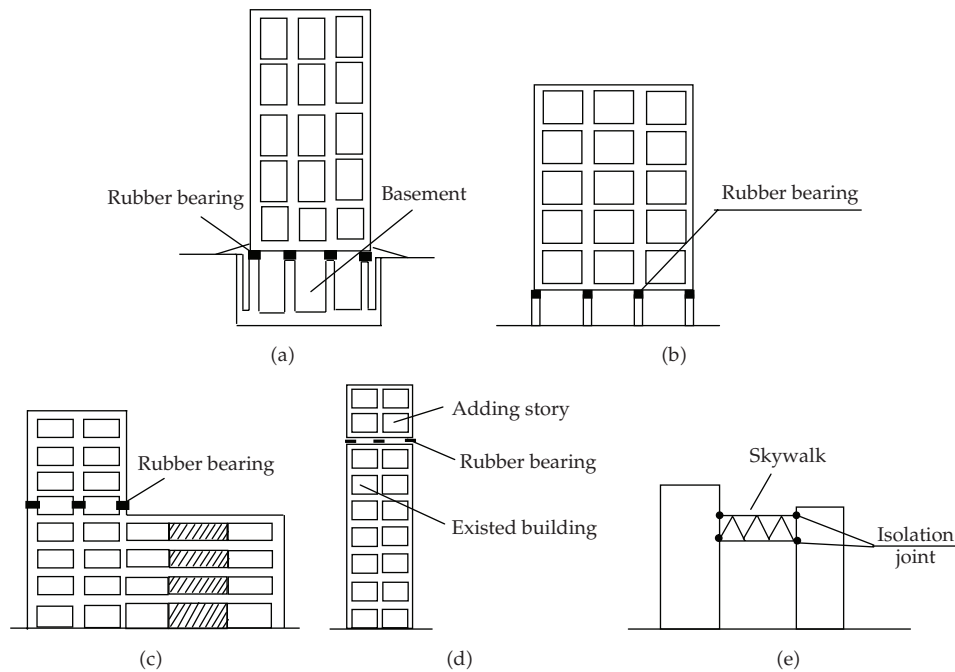 Rubber bearing
Basement
(a)
Rubber bearing
(b)
Rubber bearing
(c)
Adding story
Rubber bearing
Existed building
(d)
Skywalk
Isolation
joint
(e)